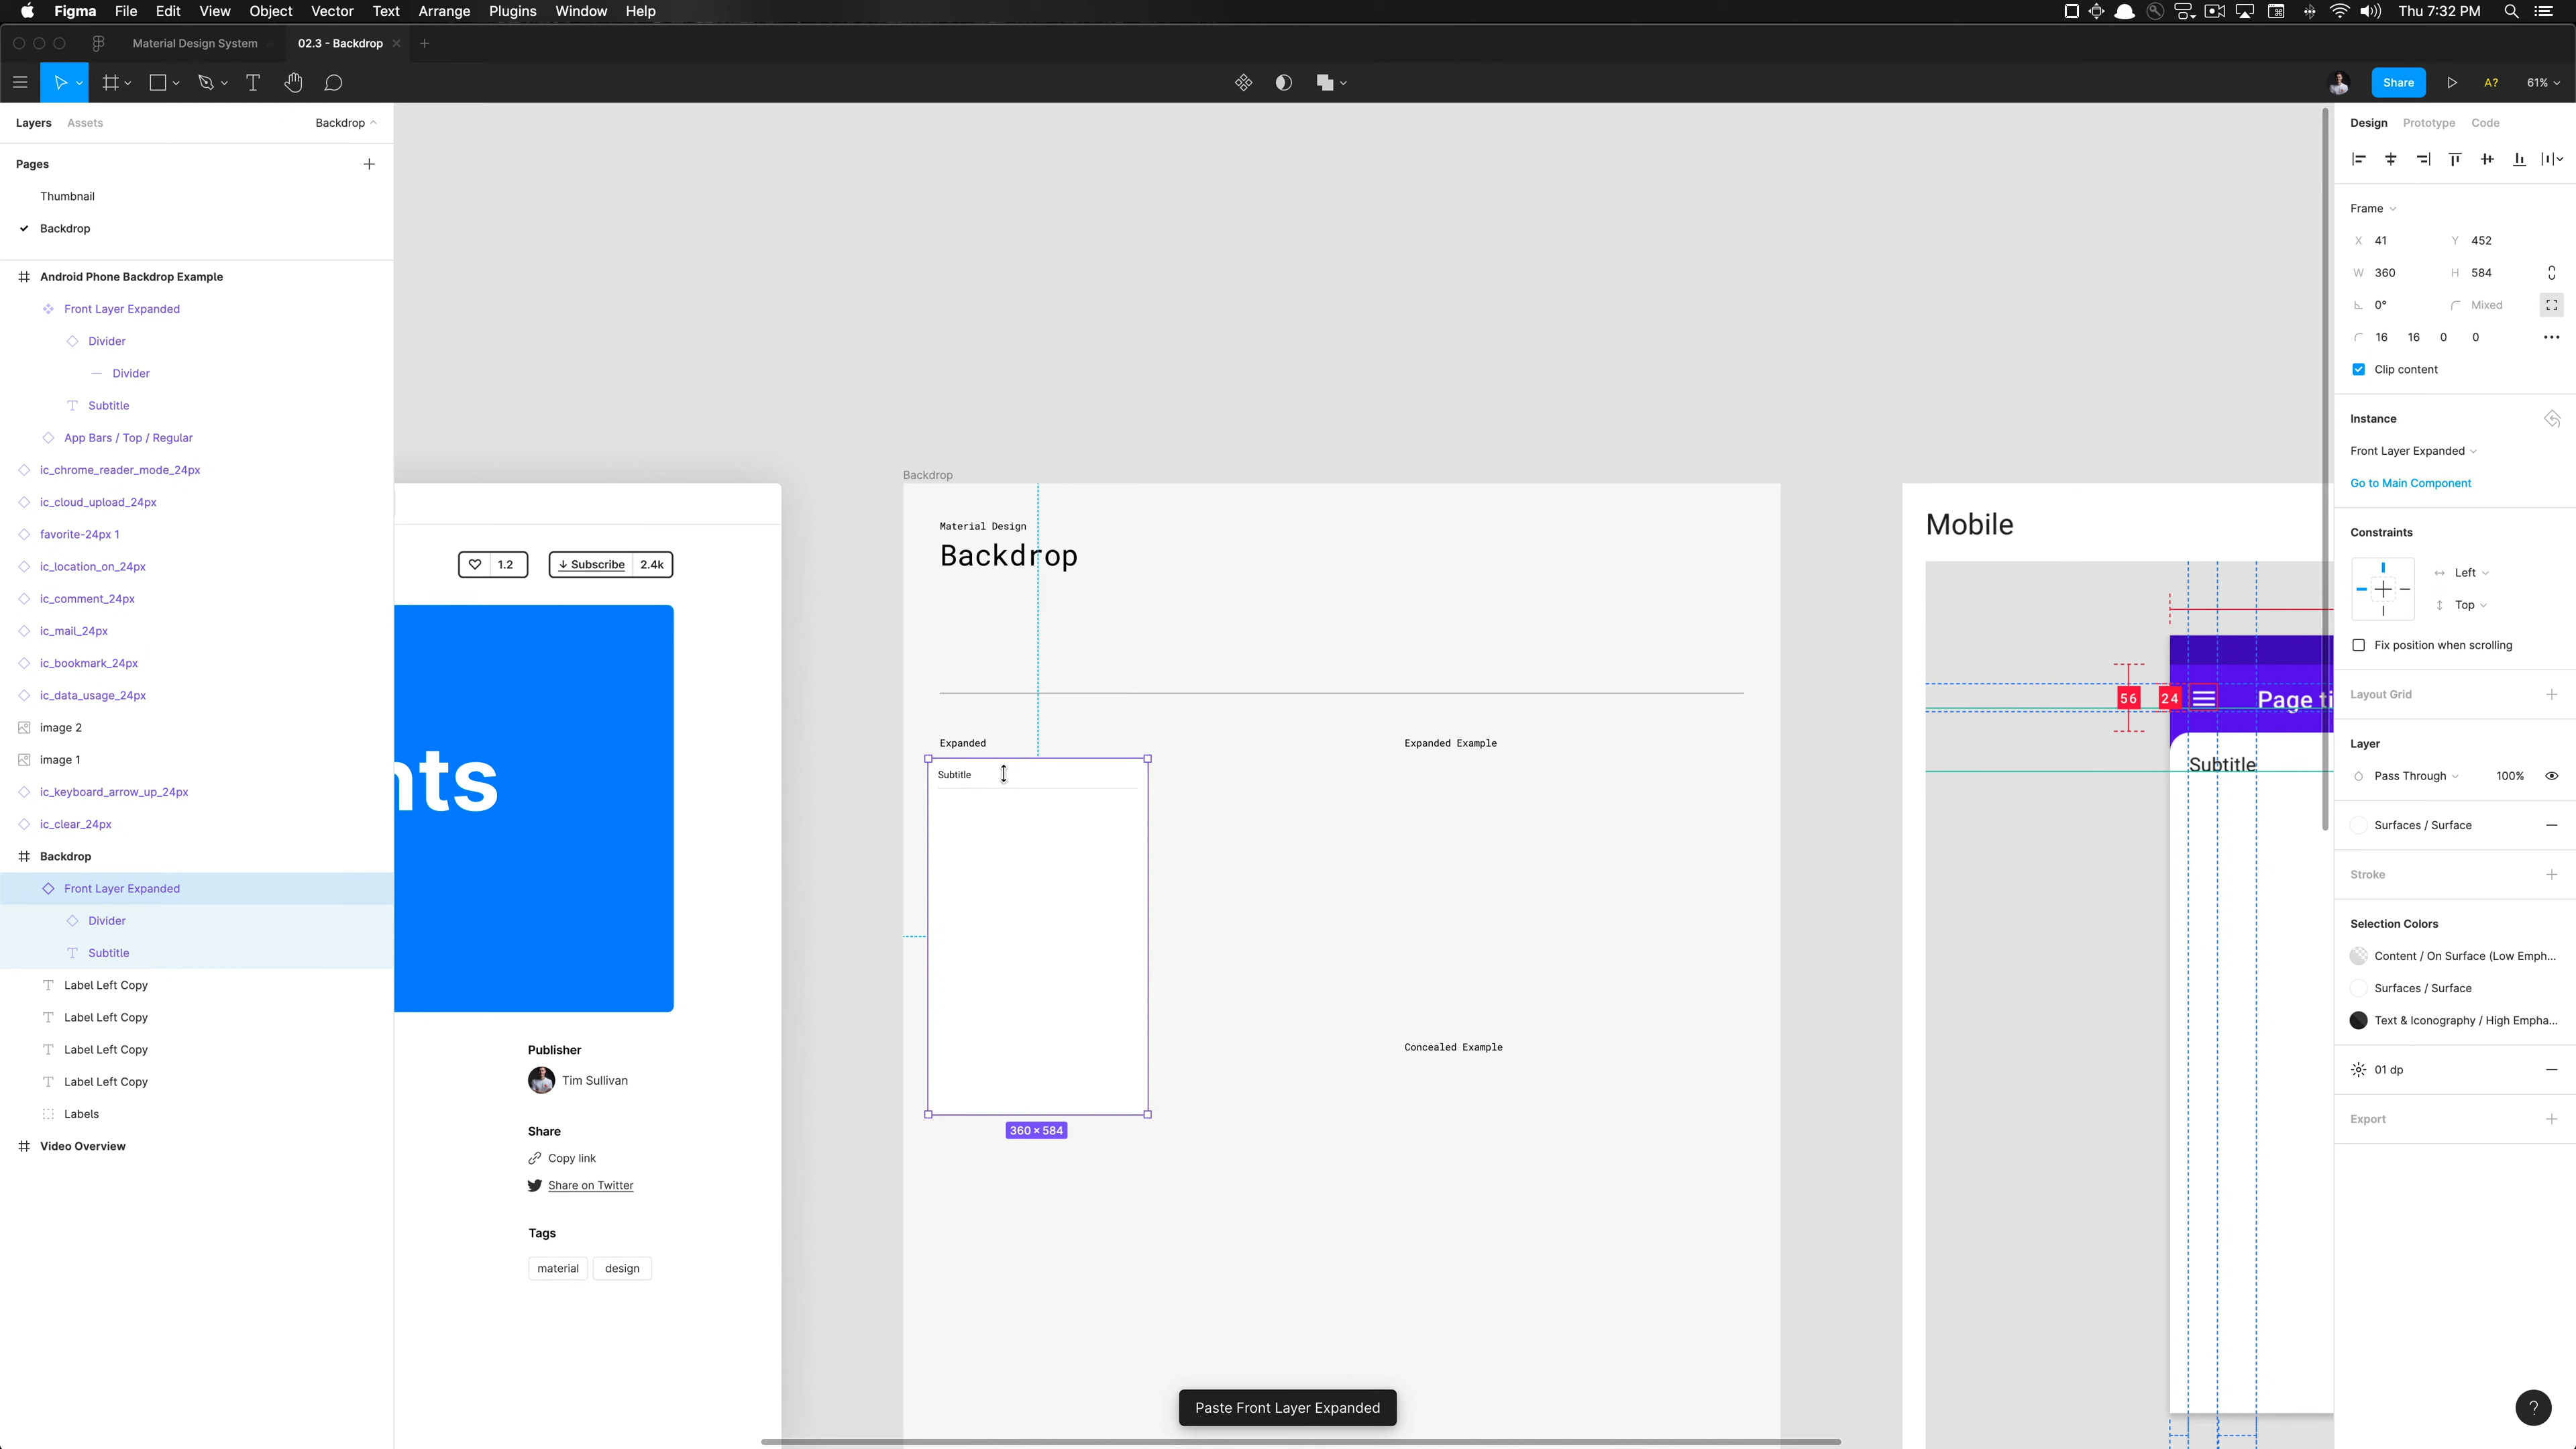 Figma File Edit View Object Vector Text Arrange Plugins Window Help
Thu 7:32 PM
Material Design System
02.3 - Backdrop
Share
A?
61%
Layers Assets
Backdrop
Pages
Thumbnail
Backdrop
Android Phone Backdrop Example
Front Layer Expanded
Divider
Divider
Subtitle
App Bars / Top / Regular
ic_chrome_reader_mode_24px
ic_cloud_upload_24px
favorite-24px 1
ic_location_on_24px
ic_comment_24px
ic_mail_24px
ic_bookmark_24px
ic_data_usage_24px
image 2
image 1
ic_keyboard_arrow_up_24px
ic_clear_24px
Backdrop
Front Layer Expanded
Divider
Subtitle
Label Left Copy
Label Left Copy
Label Left Copy
Label Left Copy
Labels
Video Overview
1.2
Subscribe
2.4k
nts
Publisher
Tim Sullivan
Share
Copy link
Share on Twitter
Tags
material
design
Backdrop
Material Design
Backdrop
Expanded
Subtitle
360 × 584
Expanded Example
Concealed Example
Paste Front Layer Expanded
Mobile
56
24
Page ti
Subtitle
Design Prototype Code
Frame
X 41
Y 452
W 360
H 584
0°
Mixed
16 16 0 0
Clip content
Instance
Front Layer Expanded
Go to Main Component
Constraints
Left
Top
Fix position when scrolling
Layout Grid
Layer
Pass Through
100%
Surfaces / Surface
Stroke
Selection Colors
Content / On Surface (Low Emph...
Surfaces / Surface
Text & Iconography / High Empha...
01 dp
Export
?